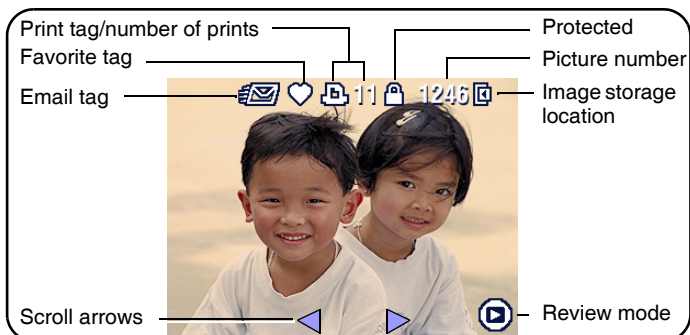 Print tag/number of prints
Favorite tag
Email tag
11
1246
Protected
Picture number
Image storage
location
Scroll arrows
Review mode